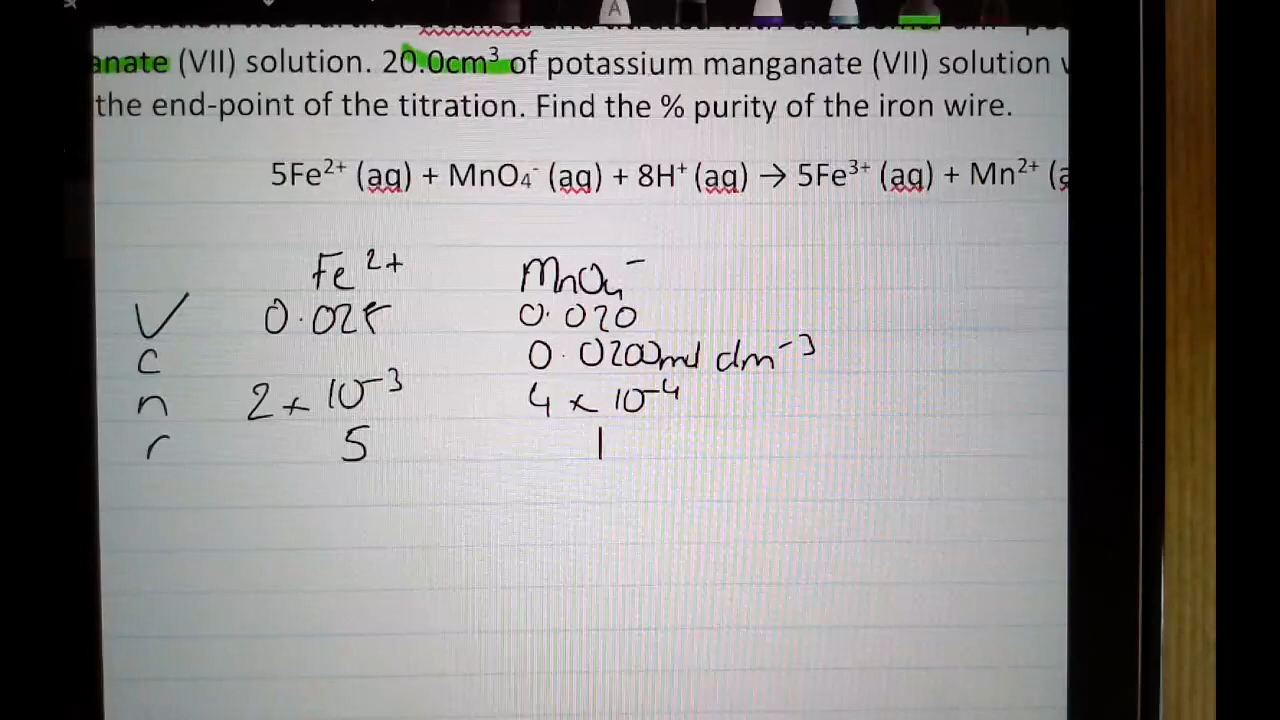 A
anate (VII) solution. 20.0cm³ of potassium manganate (VII) solution
the end-point of the titration. Find the % purity of the iron wire.
5Fe²⁺ (aq) + MnO₄⁻ (aq) + 8H⁺ (aq) → 5Fe³⁺ (aq) + Mn²⁺ (a
Fe²⁺ MnO₄⁻
V 0.025 0.020
c 0.0200mol dm⁻³
n 2 × 10⁻³ 4 × 10⁻⁴
r 5 1